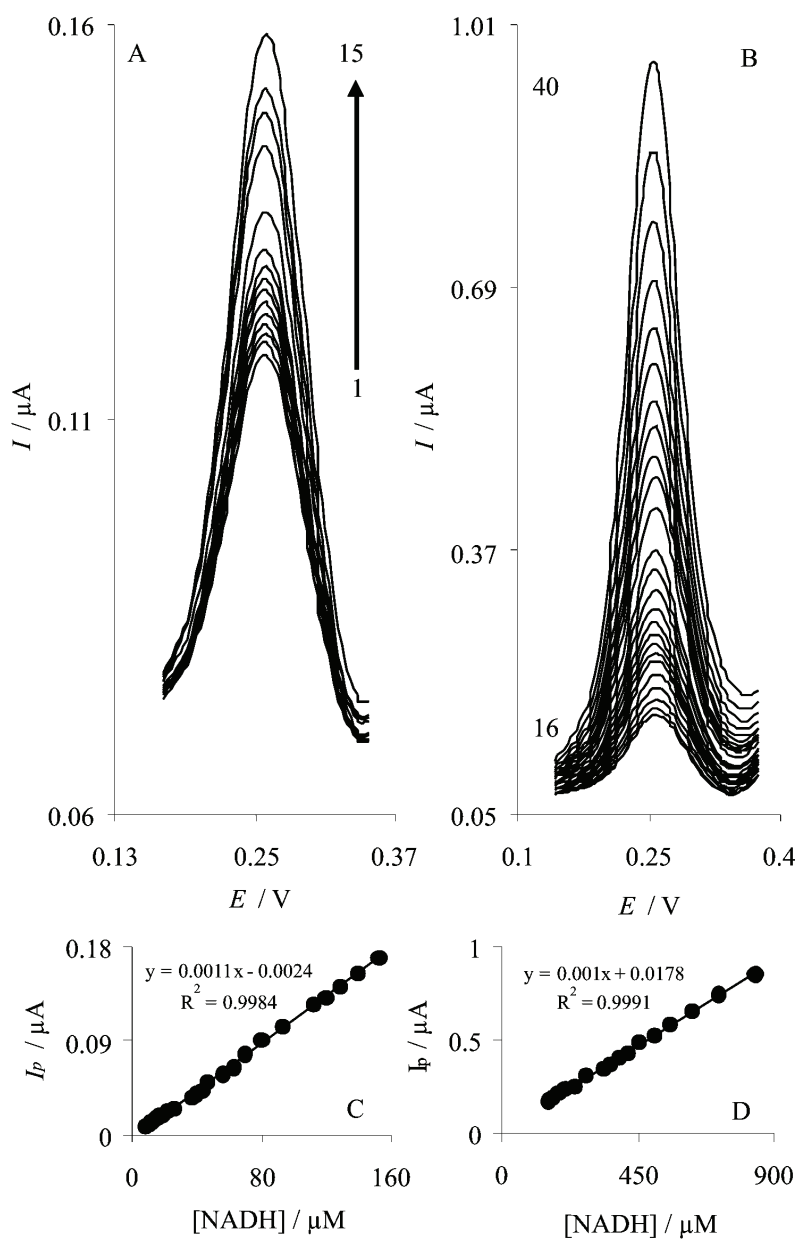 A
0.16
15
1
0.11
0.06
I / µA
0.13
0.25
0.37
E / V
B
1.01
40
0.69
0.37
16
0.05
I / µA
0.1
0.25
0.4
E / V
0.18
y = 0.0011x - 0.0024
R2 = 0.9984
0.09
Ip / µA
C
0
0
80
160
[NADH] / µM
1
y = 0.001x + 0.0178
R2 = 0.9991
0.5
Ip / µA
D
0
0
450
900
[NADH] / µM